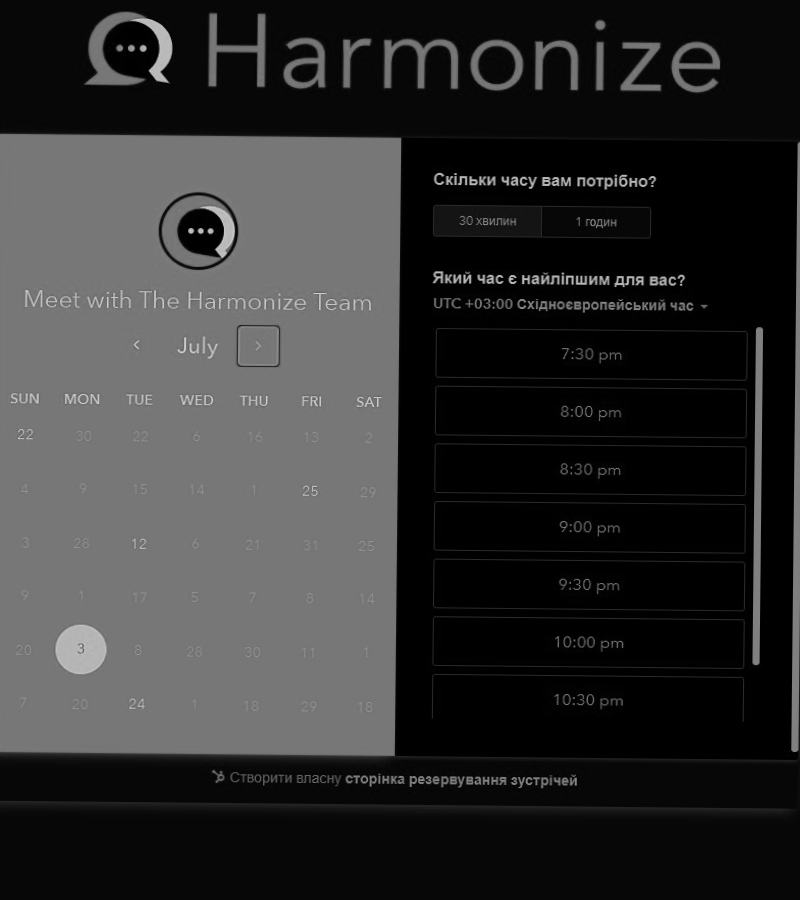 Harmonize
Meet with The Harmonize Team
July
SUN MON TUE WED THU FRI SAT
22 30 22 6 16 13 2
4 9 15 14 1 25 29
3 28 12 6 21 31 25
9 1 17 5 7 8 14
20 3 8 28 30 11 1
7 20 24 1 18 29 18
Скільки часу вам потрібно?
30 хвилин 1 годин
Який час є найліпшим для вас?
UTC +03:00 Східноєвропейський час
7:30 pm
8:00 pm
8:30 pm
9:00 pm
9:30 pm
10:00 pm
10:30 pm
Створити власну сторінка резервування зустрічей